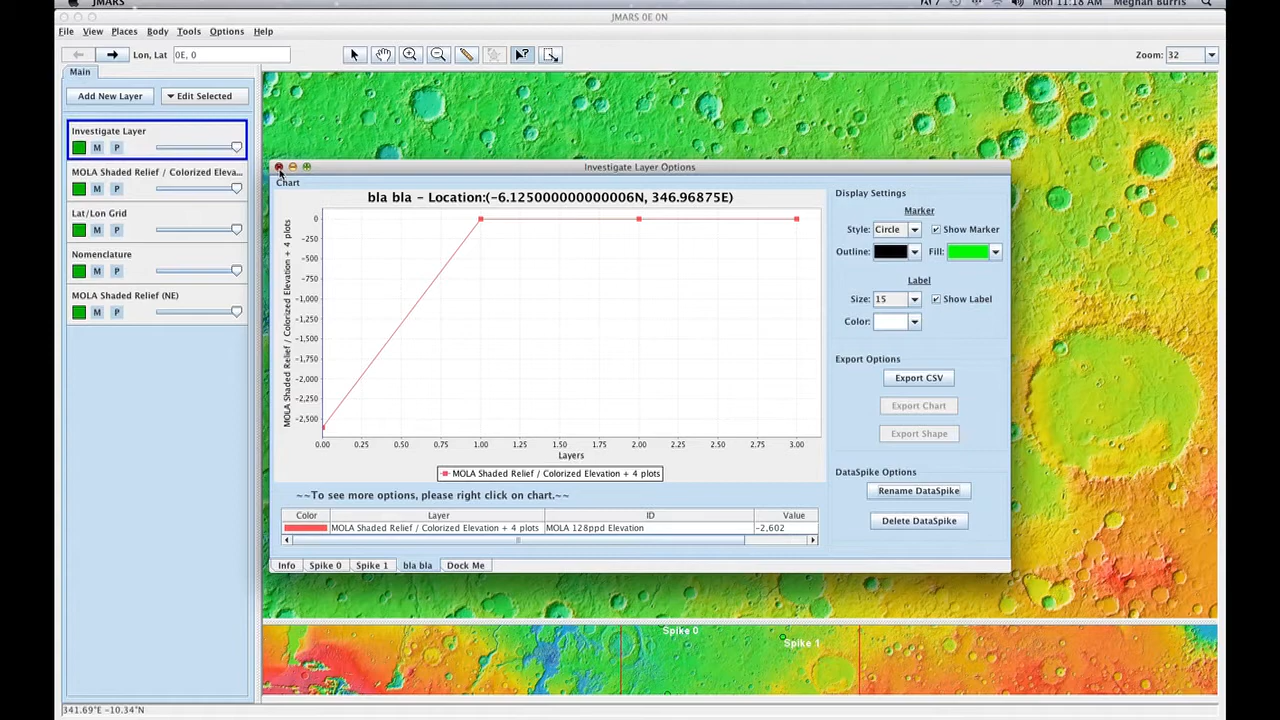 JMARS
Mon 11:18 AM Meghan Burris
JMARS 0E 0N
File View Places Body Tools Options Help
Lon, Lat 0E, 0
Zoom: 32
Main
Add New Layer
Edit Selected
Investigate Layer
M P
MOLA Shaded Relief / Colorized Eleva...
M P
Lat/Lon Grid
M P
Nomenclature
M P
MOLA Shaded Relief (NE)
M P
Investigate Layer Options
Chart
bla bla - Location:(-6.125000000000006N, 346.96875E)
MOLA Shaded Relief / Colorized Elevation + 4 plots
0
-250
-500
-750
-1,000
-1,250
-1,500
-1,750
-2,000
-2,250
-2,500
0.00 0.25 0.50 0.75 1.00 1.25 1.50 1.75 2.00 2.25 2.50 2.75 3.00
Layers
MOLA Shaded Relief / Colorized Elevation + 4 plots
~~To see more options, please right click on chart.~~
Color Layer ID Value
MOLA Shaded Relief / Colorized Elevation + 4 plots MOLA 128ppd Elevation -2,602
Info Spike 0 Spike 1 bla bla Dock Me
Display Settings
Marker
Style: Circle Show Marker
Outline: Fill:
Label
Size: 15 Show Label
Color:
Export Options
Export CSV
Export Chart
Export Shape
DataSpike Options
Rename DataSpike
Delete DataSpike
Spike 0
Spike 1
341.69°E -10.34°N